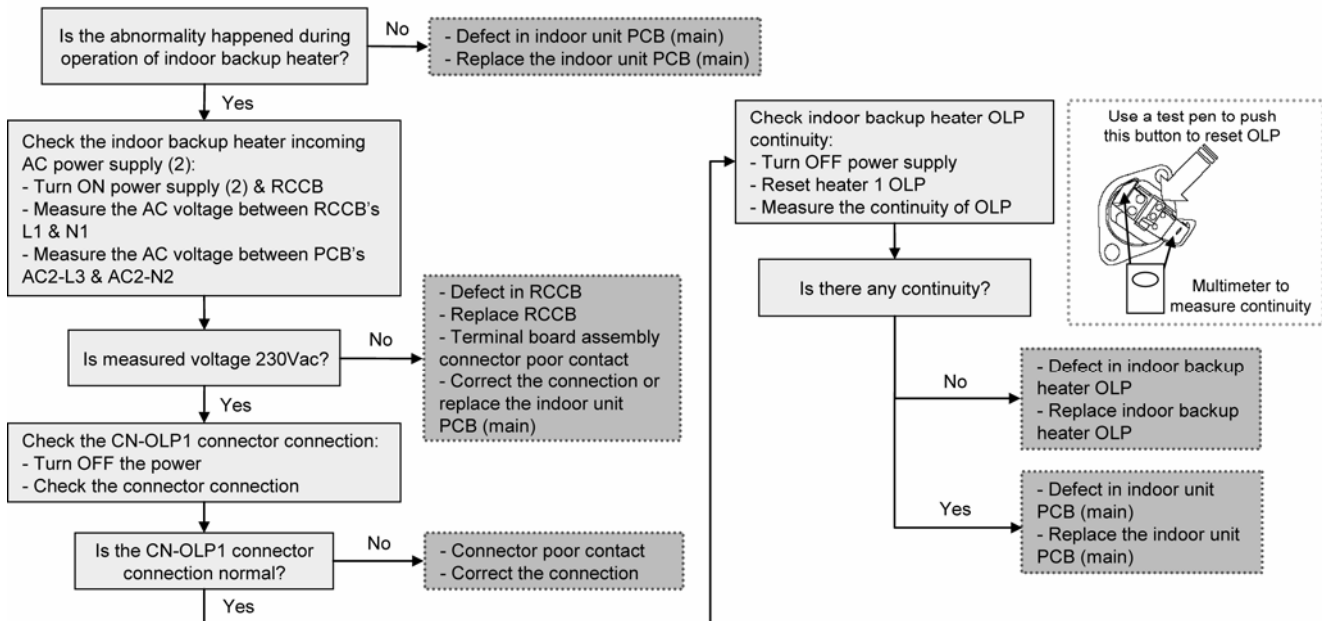 Is the abnormality happened during
operation of indoor backup heater?
No
- Defect in indoor unit PCB (main)
- Replace the indoor unit PCB (main)
Yes
Check the indoor backup heater incoming
AC power supply (2):
- Turn ON power supply (2) & RCCB
- Measure the AC voltage between RCCB's
L1 & N1
- Measure the AC voltage between PCB's
AC2-L3 & AC2-N2
Is measured voltage 230Vac?
No
- Defect in RCCB
- Replace RCCB
- Terminal board assembly
connector poor contact
- Correct the connection or
replace the indoor unit
PCB (main)
Yes
Check the CN-OLP1 connector connection:
- Turn OFF the power
- Check the connector connection
Is the CN-OLP1 connector
connection normal?
No
- Connector poor contact
- Correct the connection
Yes
Check indoor backup heater OLP
continuity:
- Turn OFF power supply
- Reset heater 1 OLP
- Measure the continuity of OLP
Use a test pen to push
this button to reset OLP
Multimeter to
measure continuity
Is there any continuity?
No
- Defect in indoor backup
heater OLP
- Replace indoor backup
heater OLP
Yes
- Defect in indoor unit
PCB (main)
- Replace the indoor unit
PCB (main)